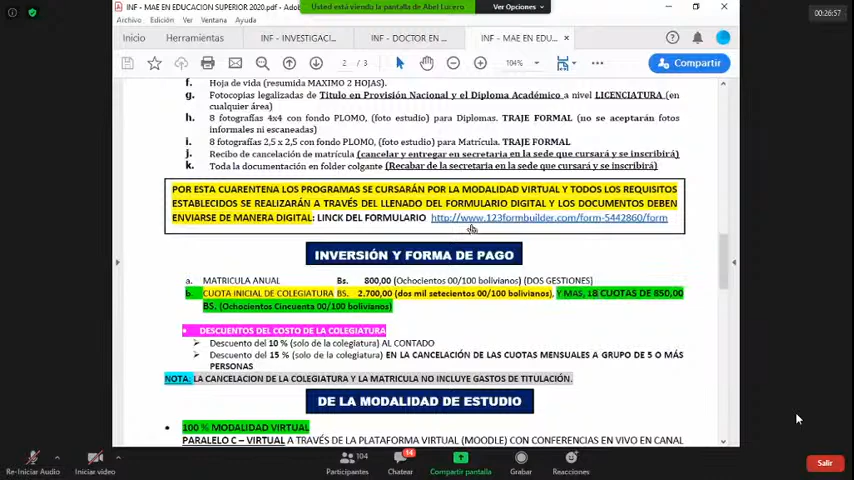 INF - MAE EN EDUCACION SUPERIOR 2020.pdf - Adob
Usted está viendo la pantalla de Abel Lucero
Ver Opciones
00:26:57
Archivo Edición Ver Ventana Ayuda
Inicio Herramientas INF - INVESTIGACI... INF - DOCTOR EN ... INF - MAE EN EDU... ×
2 / 3 104% Compartir
f. Hoja de vida (resumida MAXIMO 2 HOJAS).
g. Fotocopias legalizadas de Titulo en Provisión Nacional y el Diploma Académico a nivel LICENCIATURA (en
cualquier área)
h. 8 fotografías 4x4 con fondo PLOMO, (foto estudio) para Diplomas. TRAJE FORMAL (no se aceptarán fotos
informales ni escaneadas)
i. 8 fotografías 2,5 x 2,5 con fondo PLOMO, (foto estudio) para Matrícula. TRAJE FORMAL
j. Recibo de cancelación de matrícula (cancelar y entregar en secretaria en la sede que cursará y se inscribirá)
k. Toda la documentación en folder colgante (Recabar de la secretaría en la sede que cursará y se inscribirá)
POR ESTA CUARENTENA LOS PROGRAMAS SE CURSARÁN POR LA MODALIDAD VIRTUAL Y TODOS LOS REQUISITOS
ESTABLECIDOS SE REALIZARÁN A TRAVÉS DEL LLENADO DEL FORMULARIO DIGITAL Y LOS DOCUMENTOS DEBEN
ENVIARSE DE MANERA DIGITAL: LINCK DEL FORMULARIO http://www.123formbuilder.com/form-5442860/form
INVERSIÓN Y FORMA DE PAGO
a. MATRICULA ANUAL Bs. 800,00 (Ochocientos 00/100 bolivianos) (DOS GESTIONES)
b. CUOTA INICIAL DE COLEGIATURA BS. 2.700,00 (dos mil setecientos 00/100 bolivianos), Y MAS, 18 CUOTAS DE 850,00
BS. (Ochocientos Cincuenta 00/100 bolivianos)
• DESCUENTOS DEL COSTO DE LA COLEGIATURA
➢ Descuento del 10 % (solo de la colegiatura) AL CONTADO
➢ Descuento del 15 % (solo de la colegiatura) EN LA CANCELACIÓN DE LAS CUOTAS MENSUALES A GRUPO DE 5 O MÁS
PERSONAS
NOTA: LA CANCELACION DE LA COLEGIATURA Y LA MATRICULA NO INCLUYE GASTOS DE TITULACIÓN.
DE LA MODALIDAD DE ESTUDIO
• 100 % MODALIDAD VIRTUAL
PARALELO C – VIRTUAL A TRAVÉS DE LA PLATAFORMA VIRTUAL (MOODLE) CON CONFERENCIAS EN VIVO EN CANAL
104 14
Re-Iniciar Audio Iniciar video Participantes Chatear Compartir pantalla Grabar Reacciones Salir